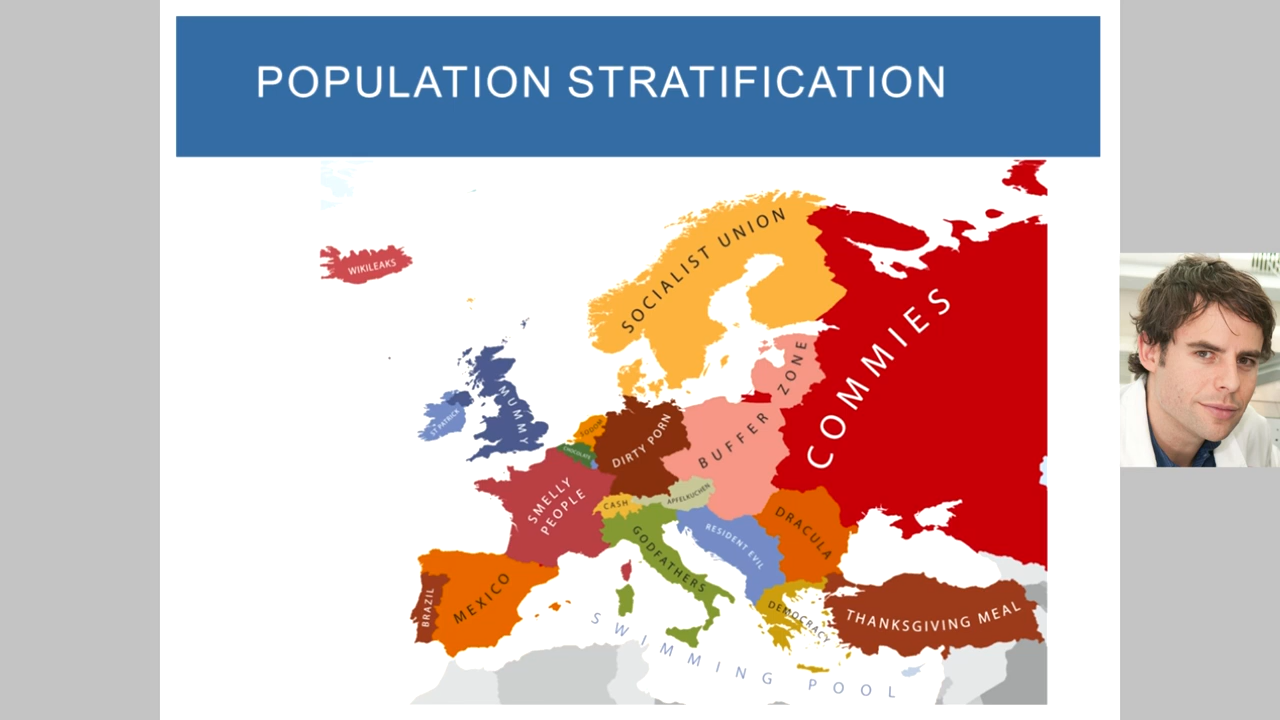 POPULATION STRATIFICATION
WIKILEAKS
SOCIALIST UNION
COMMIES
BUFFER ZONE
ST PATRICK
MUMMY
SODOM
CHOCOLATE
DIRTY PORN
SMELLY
PEOPLE
CASH
APFELKUCHEN
DRACULA
RESIDENT EVIL
GODFATHERS
BRAZIL
MEXICO
DEMOCRACY
THANKSGIVING MEAL
SWIMMING POOL